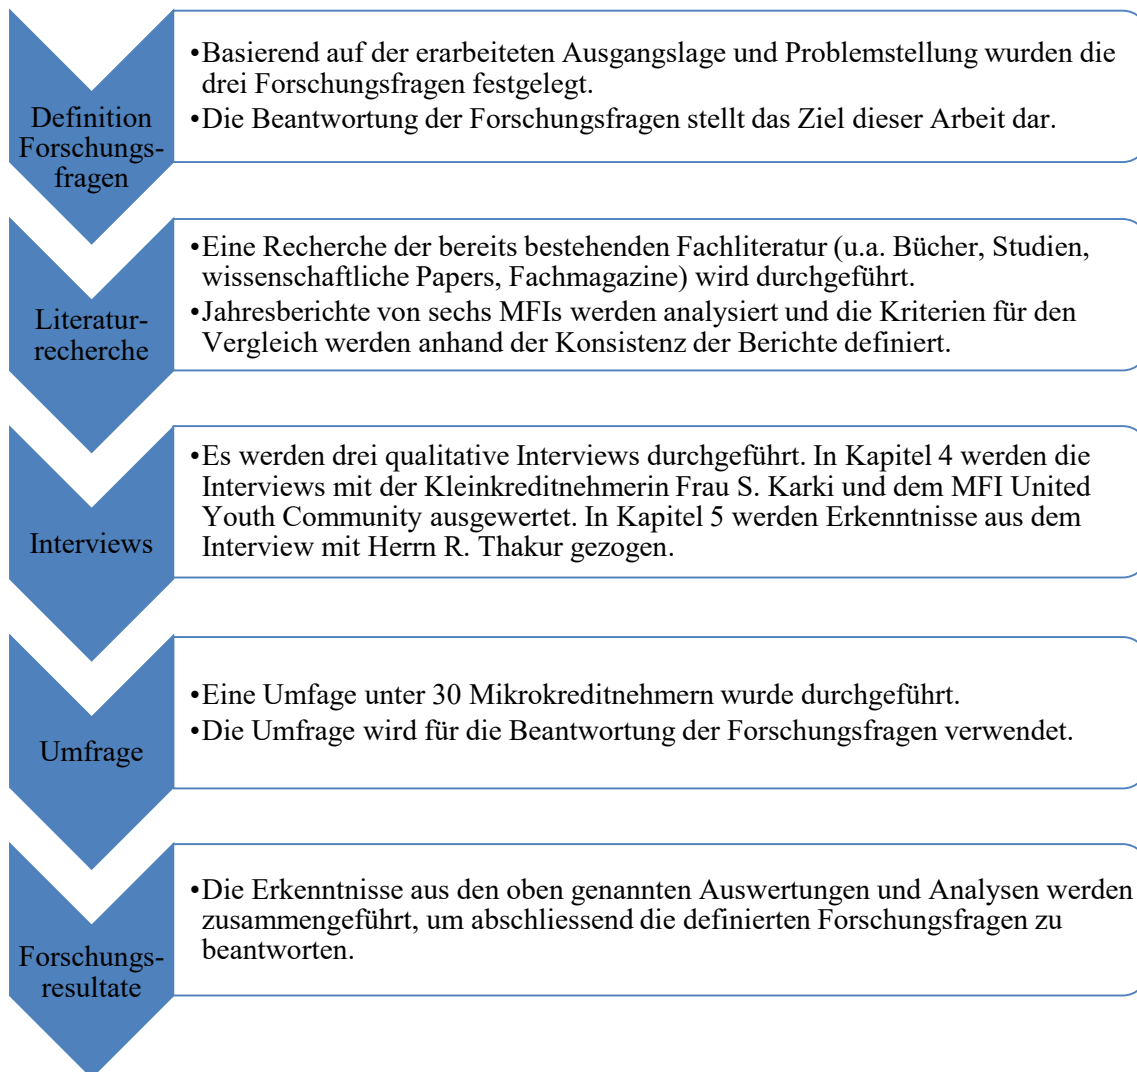 Definition
Forschungs-
fragen
•Basierend auf der erarbeiteten Ausgangslage und Problemstellung wurden die
drei Forschungsfragen festgelegt.
•Die Beantwortung der Forschungsfragen stellt das Ziel dieser Arbeit dar.
Literatur-
recherche
•Eine Recherche der bereits bestehenden Fachliteratur (u.a. Bücher, Studien,
wissenschaftliche Papers, Fachmagazine) wird durchgeführt.
•Jahresberichte von sechs MFIs werden analysiert und die Kriterien für den
Vergleich werden anhand der Konsistenz der Berichte definiert.
Interviews
•Es werden drei qualitative Interviews durchgeführt. In Kapitel 4 werden die
Interviews mit der Kleinkreditnehmerin Frau S. Karki und dem MFI United
Youth Community ausgewertet. In Kapitel 5 werden Erkenntnisse aus dem
Interview mit Herrn R. Thakur gezogen.
Umfrage
•Eine Umfage unter 30 Mikrokreditnehmern wurde durchgeführt.
•Die Umfrage wird für die Beantwortung der Forschungsfragen verwendet.
Forschungs-
resultate
•Die Erkenntnisse aus den oben genannten Auswertungen und Analysen werden
zusammengeführt, um abschliessend die definierten Forschungsfragen zu
beantworten.